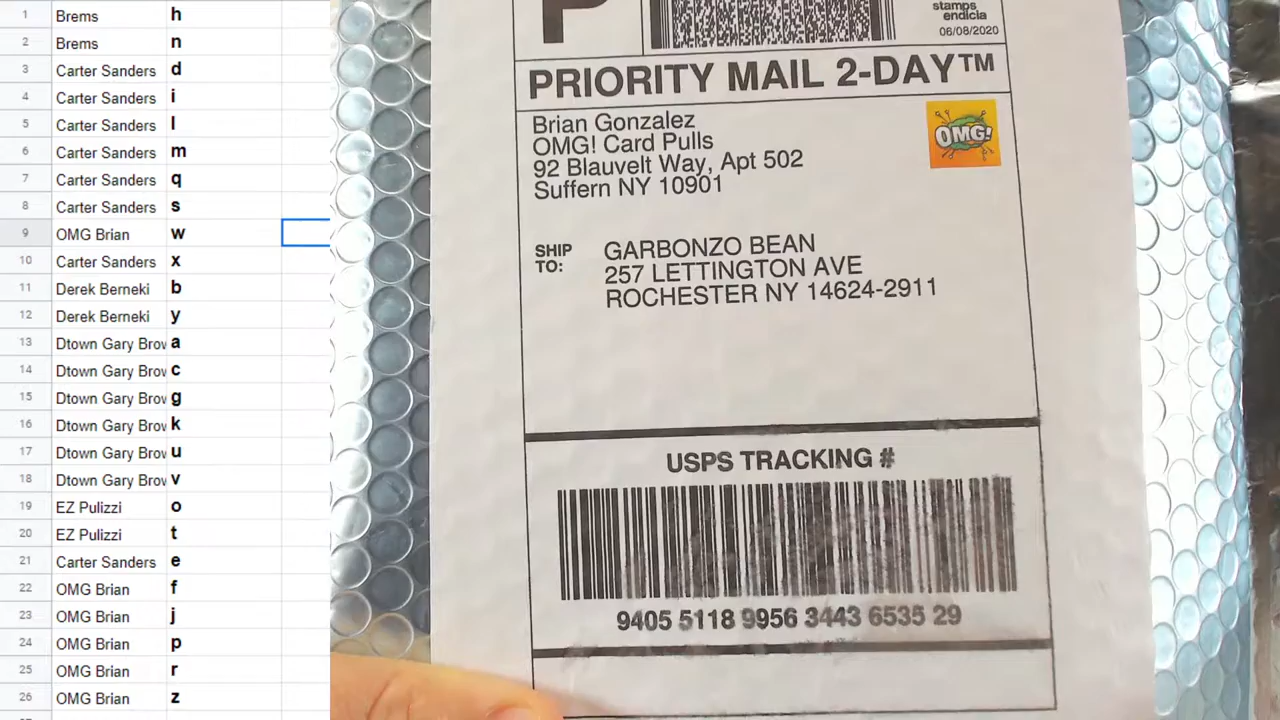 1 Brems h
2 Brems n
3 Carter Sanders d
4 Carter Sanders i
5 Carter Sanders l
6 Carter Sanders m
7 Carter Sanders q
8 Carter Sanders s
9 OMG Brian w
10 Carter Sanders x
11 Derek Berneki b
12 Derek Berneki y
13 Dtown Gary Brow a
14 Dtown Gary Brow c
15 Dtown Gary Brow g
16 Dtown Gary Brow k
17 Dtown Gary Brow u
18 Dtown Gary Brow v
19 EZ Pulizzi o
20 EZ Pulizzi t
21 Carter Sanders e
22 OMG Brian f
23 OMG Brian j
24 OMG Brian p
25 OMG Brian r
26 OMG Brian z
P
stamps
endicia
06/08/2020
PRIORITY MAIL 2-DAY™
Brian Gonzalez
OMG! Card Pulls
92 Blauvelt Way, Apt 502
Suffern NY 10901
OMG!
SHIP
TO:
GARBONZO BEAN
257 LETTINGTON AVE
ROCHESTER NY 14624-2911
USPS TRACKING #
9405 5118 9956 3443 6535 29